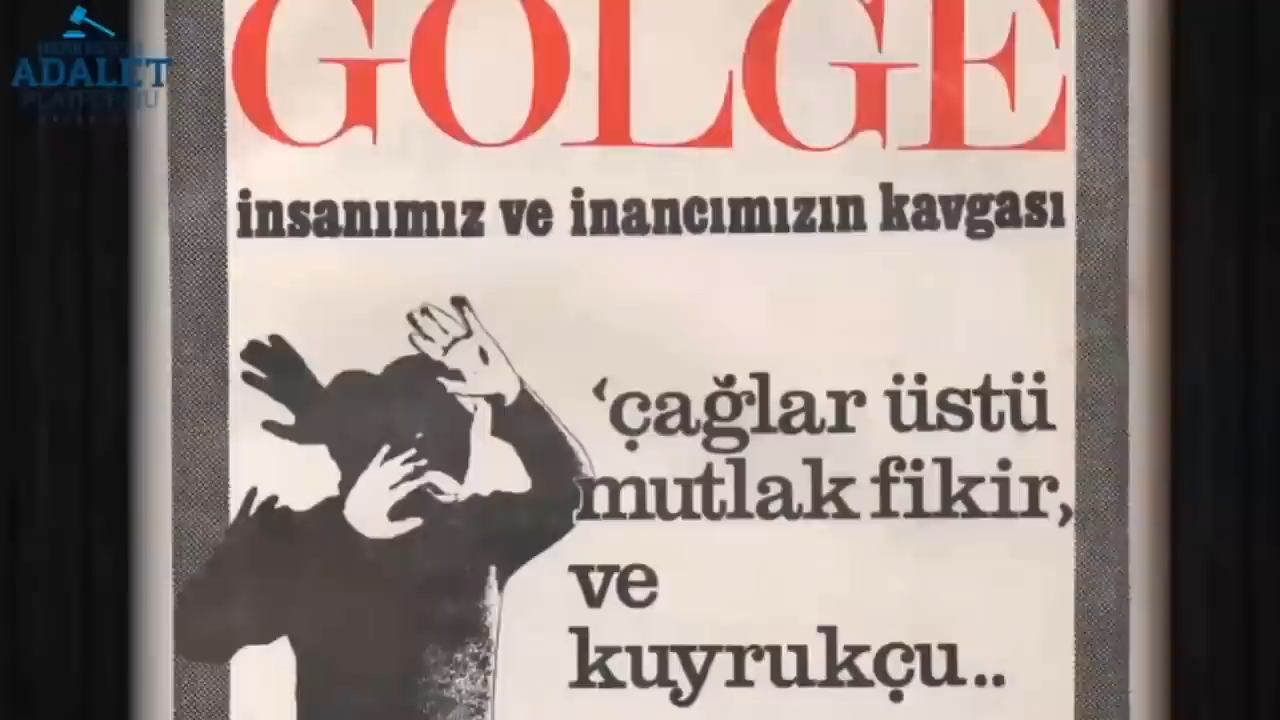 ADALET
GÖLGE
insanımız ve inancımızın kavgası
‘çağlar üstü
mutlak fikir,
ve
kuyrukçu..